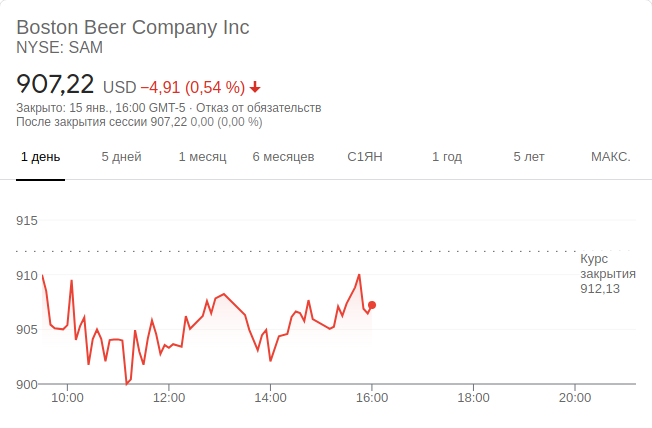 Boston Beer Company Inc
NYSE: SAM
907,22 USD −4,91 (0,54 %)
Закрыто: 15 янв., 16:00 GMT-5 · Отказ от обязательств
После закрытия сессии 907,22 0,00 (0,00 %)
1 день 5 дней 1 месяц 6 месяцев С1ЯН 1 год 5 лет МАКС.
915
Курс
закрытия
912,13
910
905
900
10:00 12:00 14:00 16:00 18:00 20:00